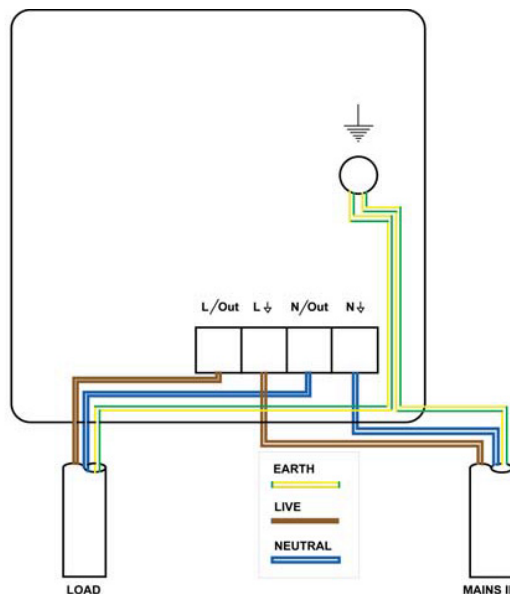 L/Out L N/Out N
EARTH
LIVE
NEUTRAL
LOAD
MAINS I